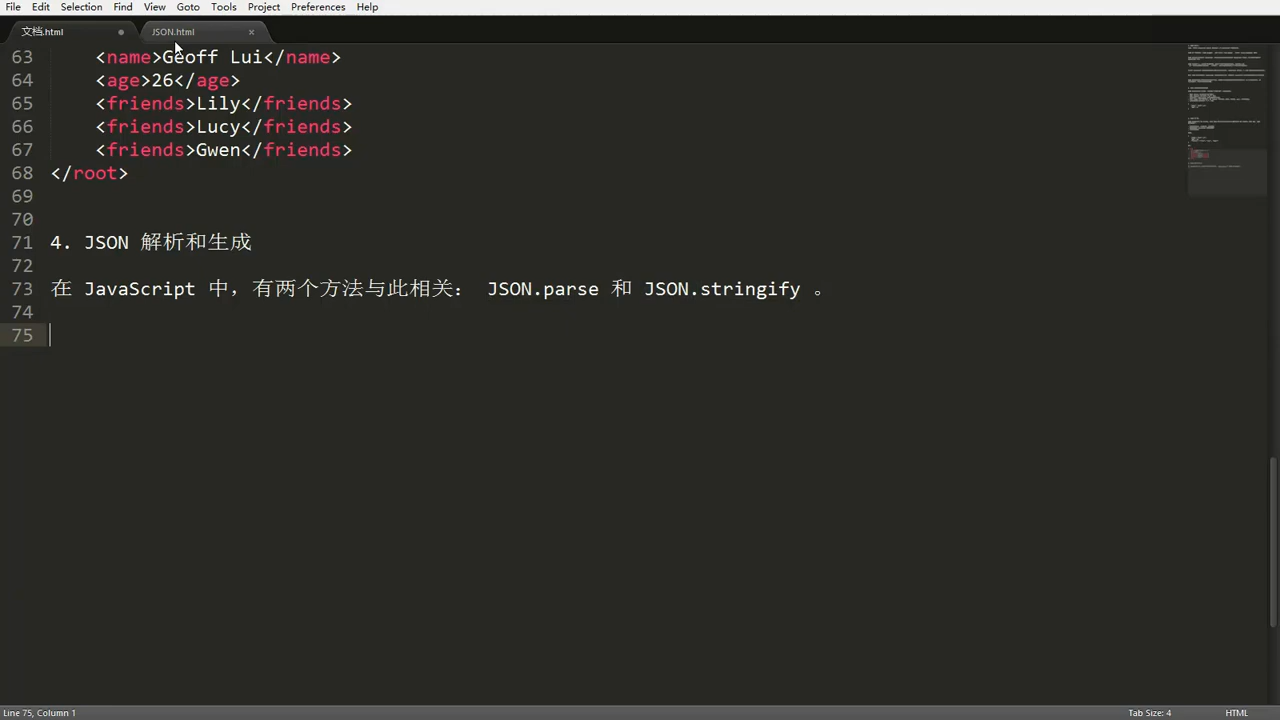 File Edit Selection Find View Goto Tools Project Preferences Help
文档.html JSON.html
63 <name>Geoff Lui</name>
64 <age>26</age>
65 <friends>Lily</friends>
66 <friends>Lucy</friends>
67 <friends>Gwen</friends>
68 </root>
69
70
71 4. JSON 解析和生成
72
73 在 JavaScript 中，有两个方法与此相关： JSON.parse 和 JSON.stringify 。
74
75
Line 75, Column 1 Tab Size: 4 HTML